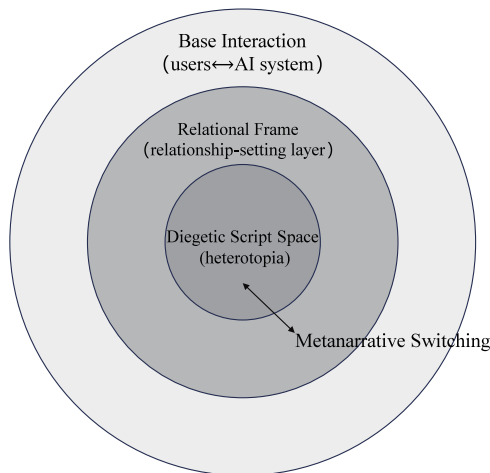 Base Interaction
(users↔AI system)
Relational Frame
(relationship-setting layer)
Diegetic Script Space
(heterotopia)
Metanarrative Switching